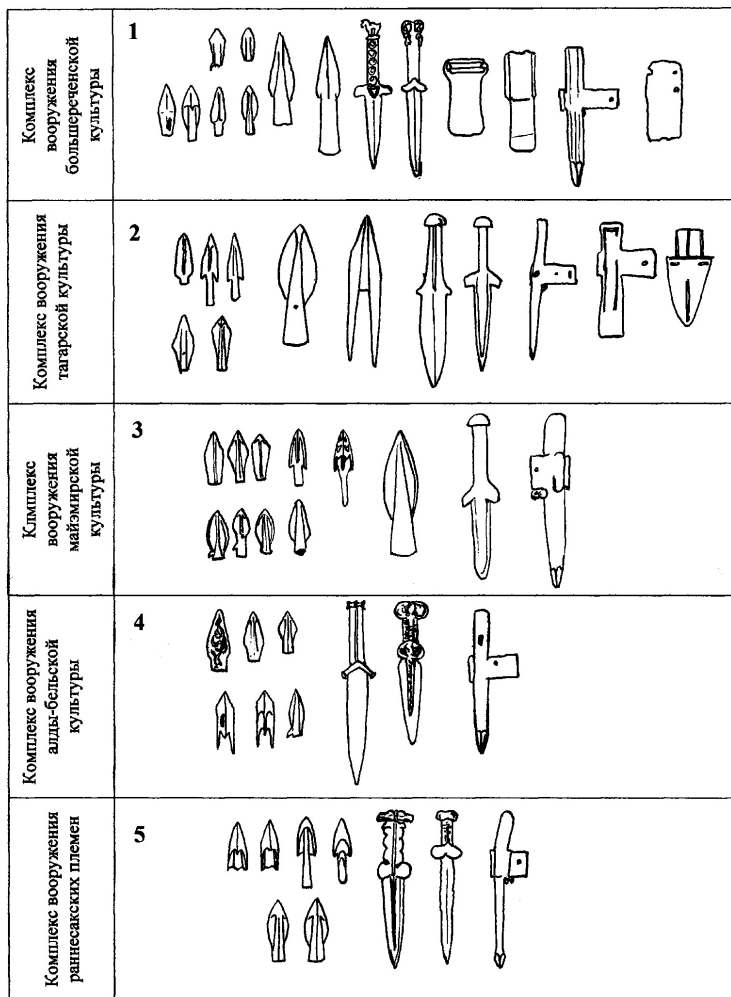 Комплекс
вооружения
большереченской
культуры
1
Комплекс вооружения
тагарской культуры
2
Клмплекс
вооружения
майэмирской
культуры
3
Комплекс вооружения
алды-бельской
культуры
4
Комплекс вооружения
раннесакских племен
5